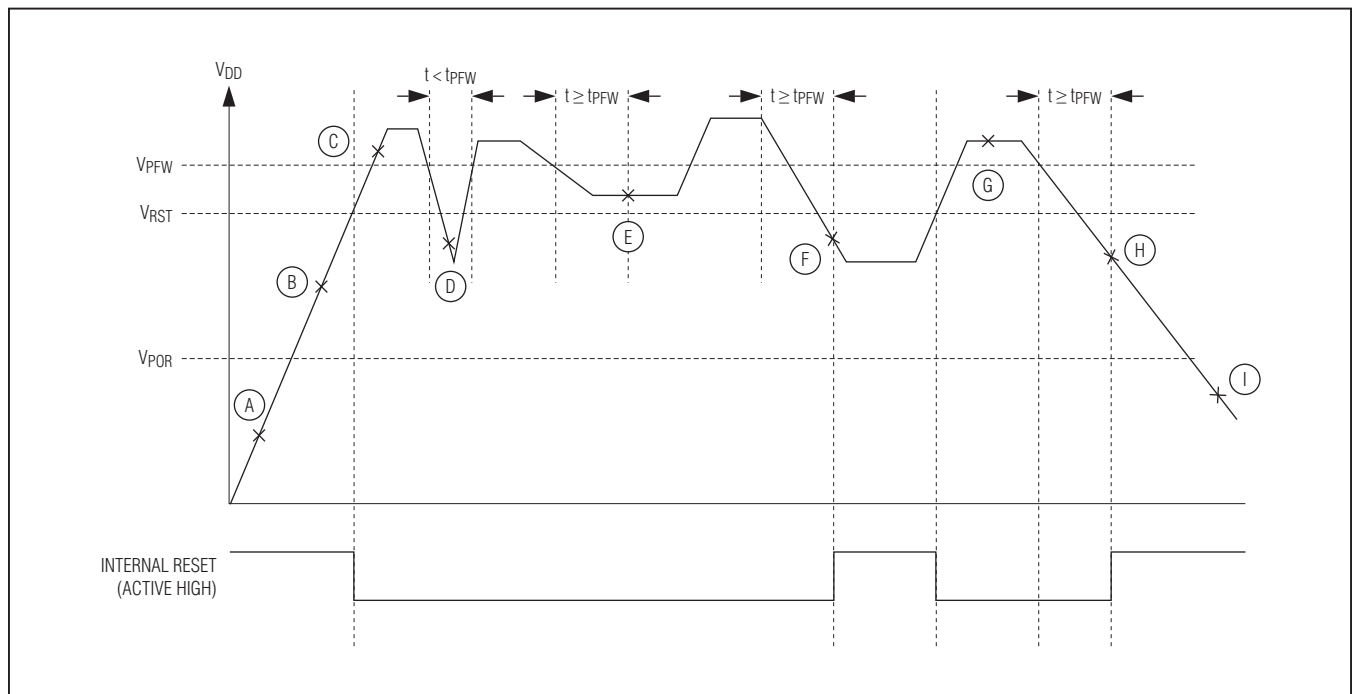 VDD
t < tPFW
t ≥ tPFW
t ≥ tPFW
t ≥ tPFW
C
VPFW
G
VRST
E
F
H
B
D
VPOR
I
A
INTERNAL RESET
(ACTIVE HIGH)